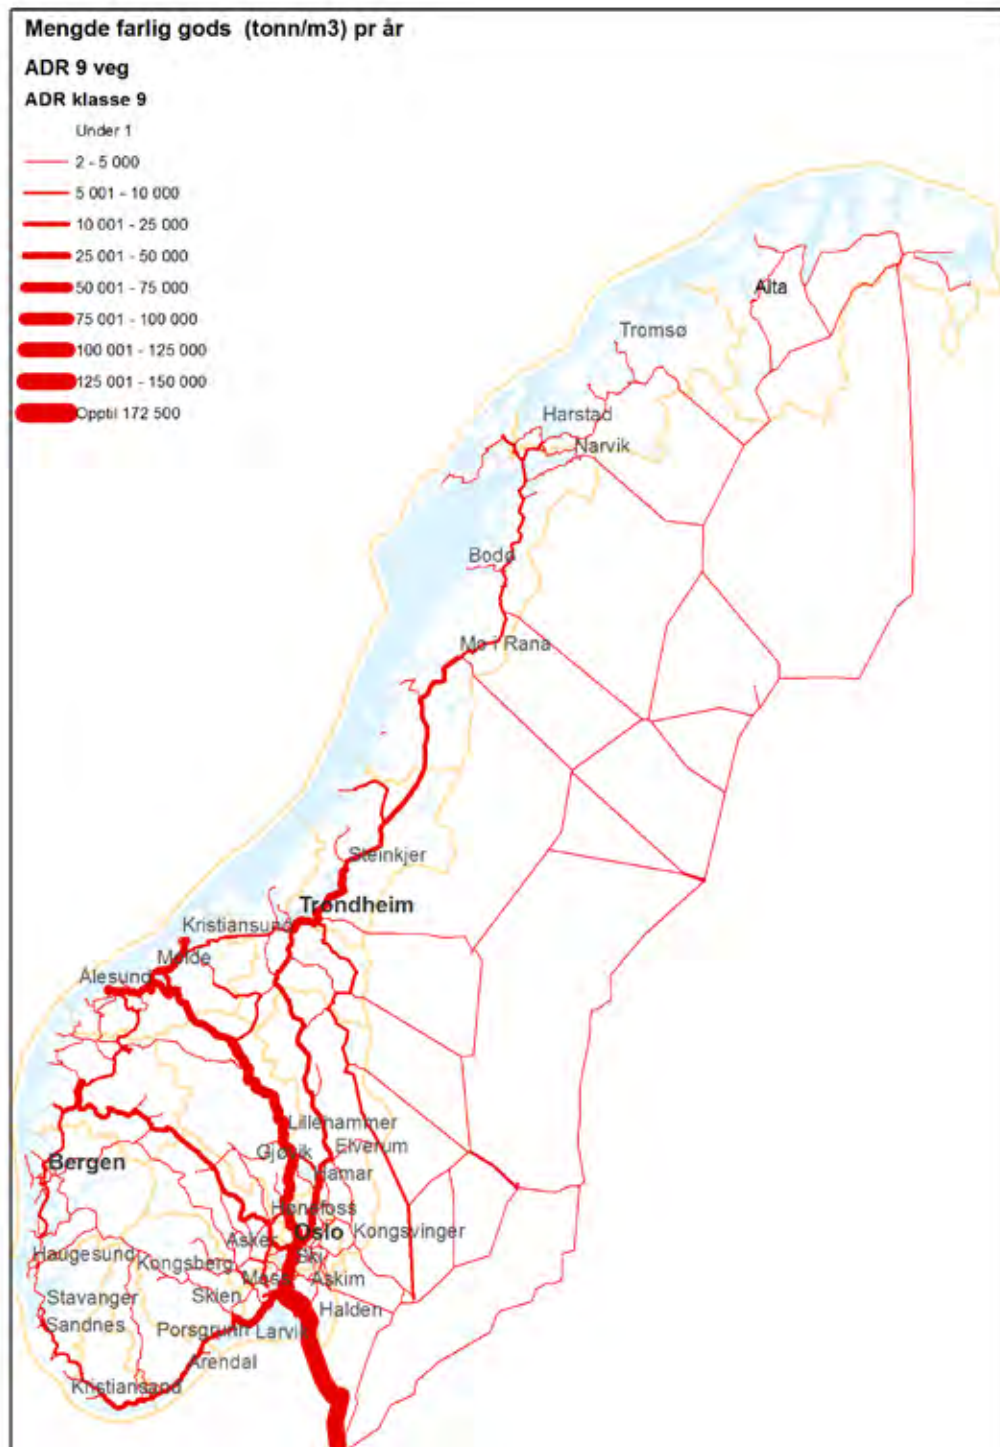 Mengde farlig gods (tonn/m3) pr år
ADR 9 veg
ADR klasse 9
Under 1
2 - 5 000
5 001 - 10 000
10 001 - 25 000
25 001 - 50 000
50 001 - 75 000
75 001 - 100 000
100 001 - 125 000
125 001 - 150 000
Opptil 172 500
Alta
Tromsø
Harstad
Narvik
Bodø
Mo i Rana
Steinkjer
Trondheim
Kristiansund
Molde
Ålesund
Lillehammer
Elverum
Gjøvik
Hamar
Bergen
Hønefoss
Oslo
Kongsvinger
Asker
Ski
Haugesund
Kongsberg
Moss
Askim
Skien
Halden
Stavanger
Sandnes
Porsgrunn
Larvik
Arendal
Kristiansand